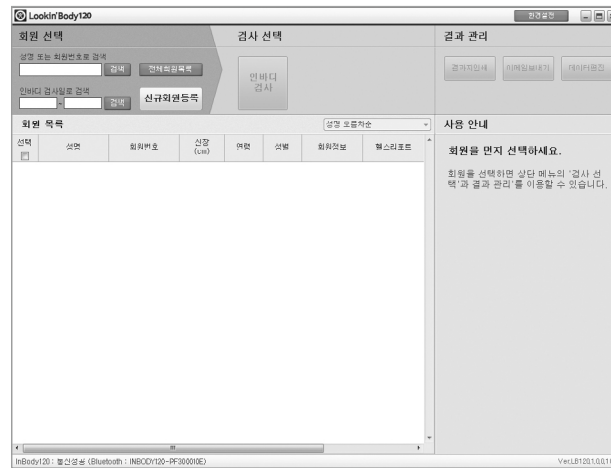 Lookin'Body120
환경설정
회원 선택
검사 선택
결과 관리
성명 또는 회원번호로 검색
검색
전체회원목록
인바디 검사일로 검색
~
검색
신규회원등록
인바디
검사
결과지인쇄
이메일보내기
데이터관리
회원 목록
성명 오름차순
사용 안내
선택
성명
회원번호
신장
(cm)
연령
성별
회원정보
헬스리포트
회원을 먼저 선택하세요.
회원을 선택하면 상단 메뉴의 '검사 선
택'과 결과 관리'를 이용할 수 있습니다.
InBody120 : 통신성공 (Bluetooth : INBODY120-PF300010E)